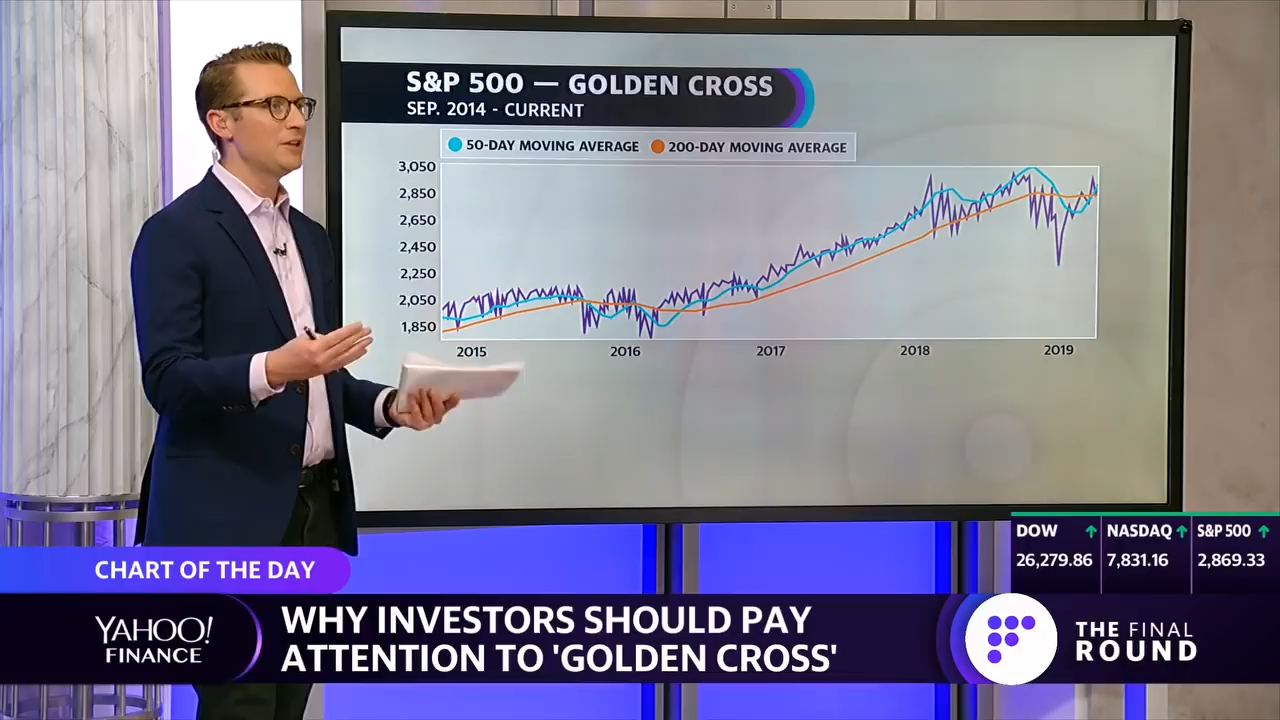 S&P 500 — GOLDEN CROSS
SEP. 2014 - CURRENT
50-DAY MOVING AVERAGE
200-DAY MOVING AVERAGE
3,050
2,850
2,650
2,450
2,250
2,050
1,850
2015
2016
2017
2018
2019
DOW
26,279.86
NASDAQ
7,831.16
S&P 500
2,869.33
CHART OF THE DAY
YAHOO!
FINANCE
WHY INVESTORS SHOULD PAY
ATTENTION TO 'GOLDEN CROSS'
THE FINAL
ROUND